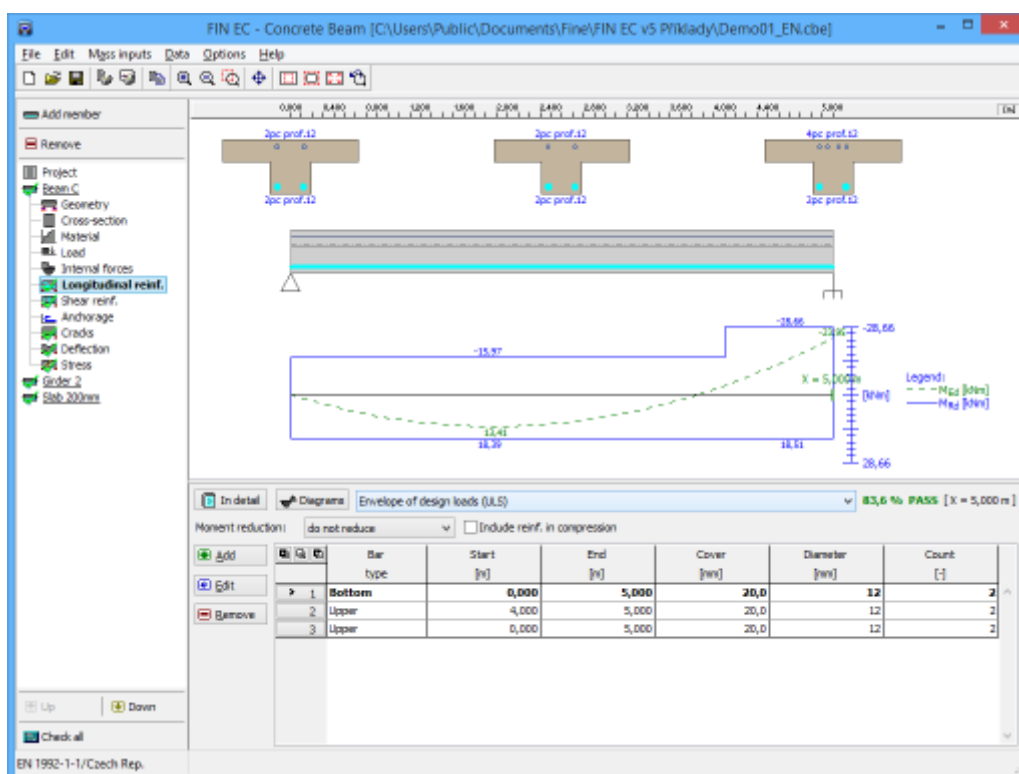 FIN EC - Concrete Beam [C:\Users\Public\Documents\Fine\FIN EC v5 Příklady\Demo01_EN.cbe]
File Edit Mass inputs Data Options Help
Add member
Remove
Project
Beam C
Geometry
Cross-section
Material
Load
Internal forces
Longitudinal reinf.
Shear reinf.
Anchorage
Cracks
Deflection
Stress
Girder 2
Slab 200mm
Up Down
Check all
2pc prof.12 2pc prof.12 4pc prof.12
2pc prof.12 2pc prof.12 2pc prof.12
-28,66
-28,66
-15,97
X = 5,000 m
[kNm]
13,41
18,39 18,51
28,66
Legend:
MEd [kNm]
MRd [kNm]
In detail Diagrams Envelope of design loads (ULS) 83,6 % PASS [ X = 5,000 m ]
Moment reduction: do not reduce Include reinf. in compression
Add
Edit
Remove
Bar Start End Cover Diameter Count
type [m] [m] [mm] [mm] [-]
1 Bottom 0,000 5,000 20,0 12 2
2 Upper 4,000 5,000 20,0 12 2
3 Upper 0,000 5,000 20,0 12 2
EN 1992-1-1/Czech Rep.